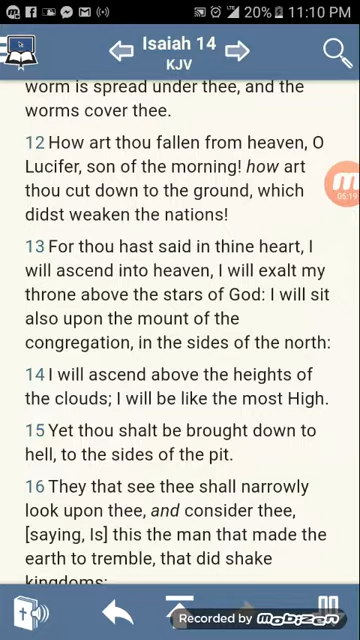 20% 11:10 PM
Isaiah 14
KJV
worm is spread under thee, and the
worms cover thee.
12 How art thou fallen from heaven, O
Lucifer, son of the morning! how art
thou cut down to the ground, which
didst weaken the nations!
05:19
13 For thou hast said in thine heart, I
will ascend into heaven, I will exalt my
throne above the stars of God: I will sit
also upon the mount of the
congregation, in the sides of the north:
14 I will ascend above the heights of
the clouds; I will be like the most High.
15 Yet thou shalt be brought down to
hell, to the sides of the pit.
16 They that see thee shall narrowly
look upon thee, and consider thee,
[saying, Is] this the man that made the
earth to tremble, that did shake
kingdoms;
Recorded by Mobizen